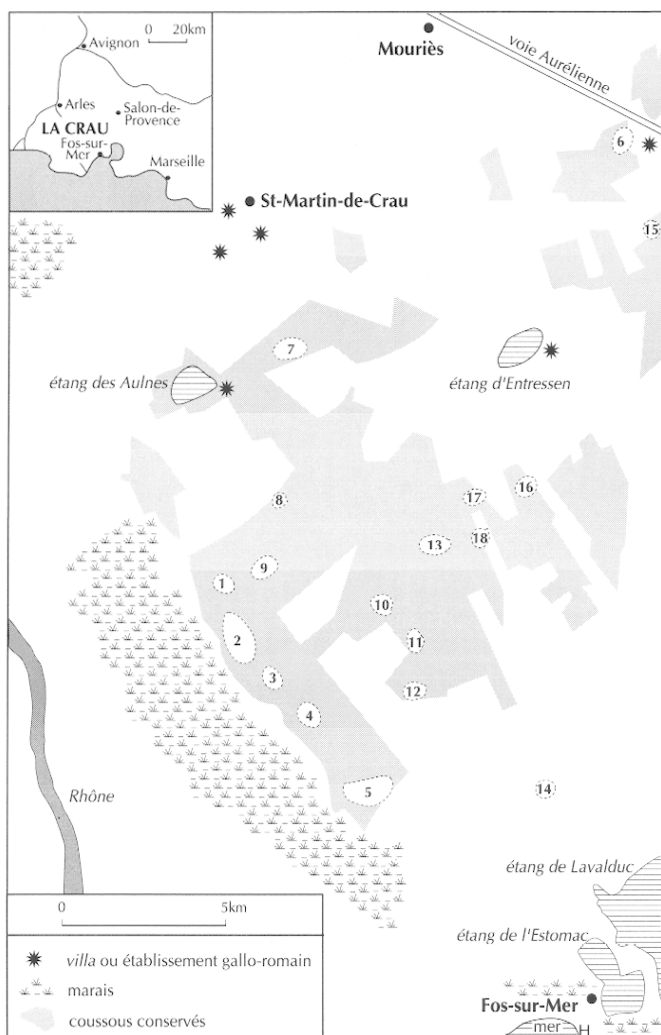 0 20km
Avignon
Arles
Salon-de-
Provence
LA CRAU
Fos-sur-
Mer
Marseille
Mouriès
voie Aurélienne
6
St-Martin-de-Crau
15
7
étang des Aulnes
étang d'Entressen
8
17
16
13
18
9
1
10
2
11
3
12
4
5
14
Rhône
étang de Lavalduc
0 5km
étang de l'Estomac
villa ou établissement gallo-romain
marais
Fos-sur-Mer
coussous conservés
mer
H